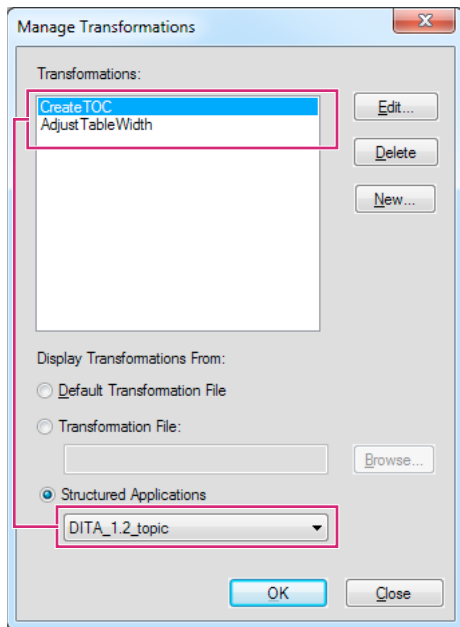 Manage Transformations
Transformations:
CreateTOC
AdjustTableWidth
Edit...
Delete
New...
Display Transformations From:
Default Transformation File
Transformation File:
Browse...
Structured Applications
DITA_1.2_topic
OK
Close